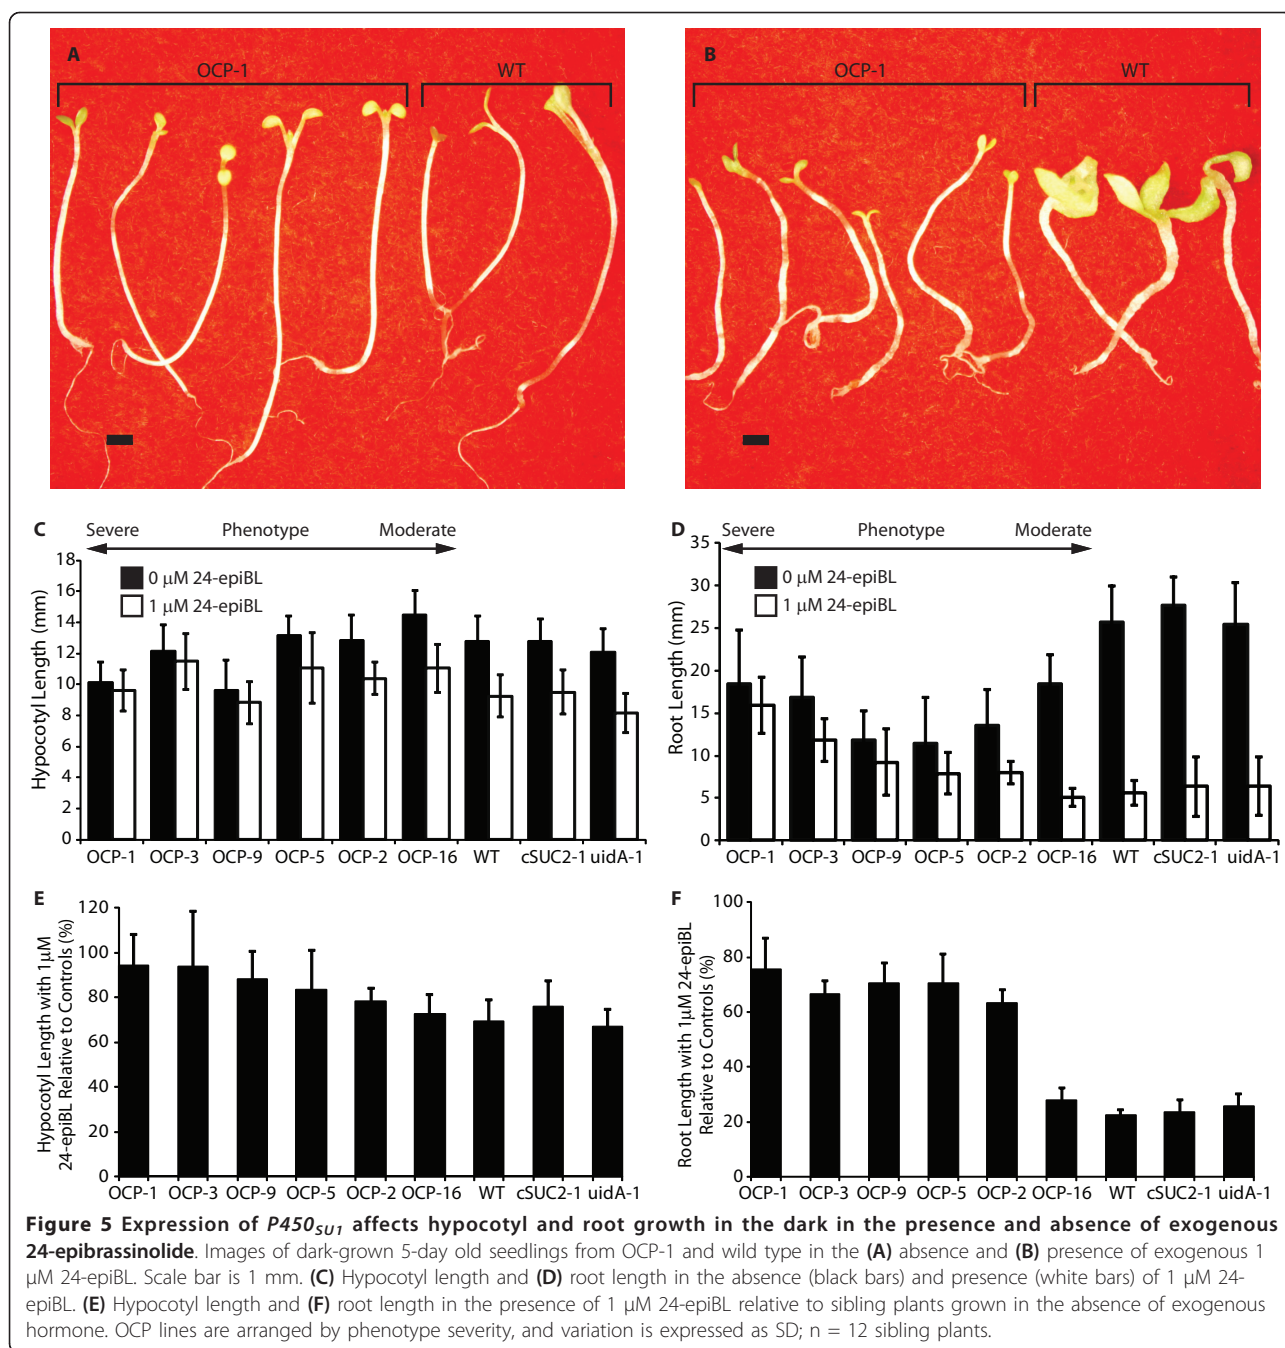 A
OCP-1
WT
B
OCP-1
WT
C
Severe Phenotype Moderate
0 μM 24-epiBL
1 μM 24-epiBL
Hypocotyl Length (mm)
18
16
14
12
10
8
6
4
2
0
OCP-1 OCP-3 OCP-9 OCP-5 OCP-2 OCP-16 WT cSUC2-1 uidA-1
D
Severe Phenotype Moderate
0 μM 24-epiBL
1 μM 24-epiBL
Root Length (mm)
35
30
25
20
15
10
5
0
OCP-1 OCP-3 OCP-9 OCP-5 OCP-2 OCP-16 WT cSUC2-1 uidA-1
E
Hypocotyl Length with 1μM
24-epiBL Relative to Controls (%)
120
100
80
60
40
20
0
OCP-1 OCP-3 OCP-9 OCP-5 OCP-2 OCP-16 WT cSUC2-1 uidA-1
F
Root Length with 1μM 24-epiBL
Relative to Controls (%)
100
80
60
40
20
0
OCP-1 OCP-3 OCP-9 OCP-5 OCP-2 OCP-16 WT cSUC2-1 uidA-1
Figure 5 Expression of P450SU1 affects hypocotyl and root growth in the dark in the presence and absence of exogenous
24-epibrassinolide. Images of dark-grown 5-day old seedlings from OCP-1 and wild type in the (A) absence and (B) presence of exogenous 1
μM 24-epiBL. Scale bar is 1 mm. (C) Hypocotyl length and (D) root length in the absence (black bars) and presence (white bars) of 1 μM 24-
epiBL. (E) Hypocotyl length and (F) root length in the presence of 1 μM 24-epiBL relative to sibling plants grown in the absence of exogenous
hormone. OCP lines are arranged by phenotype severity, and variation is expressed as SD; n = 12 sibling plants.